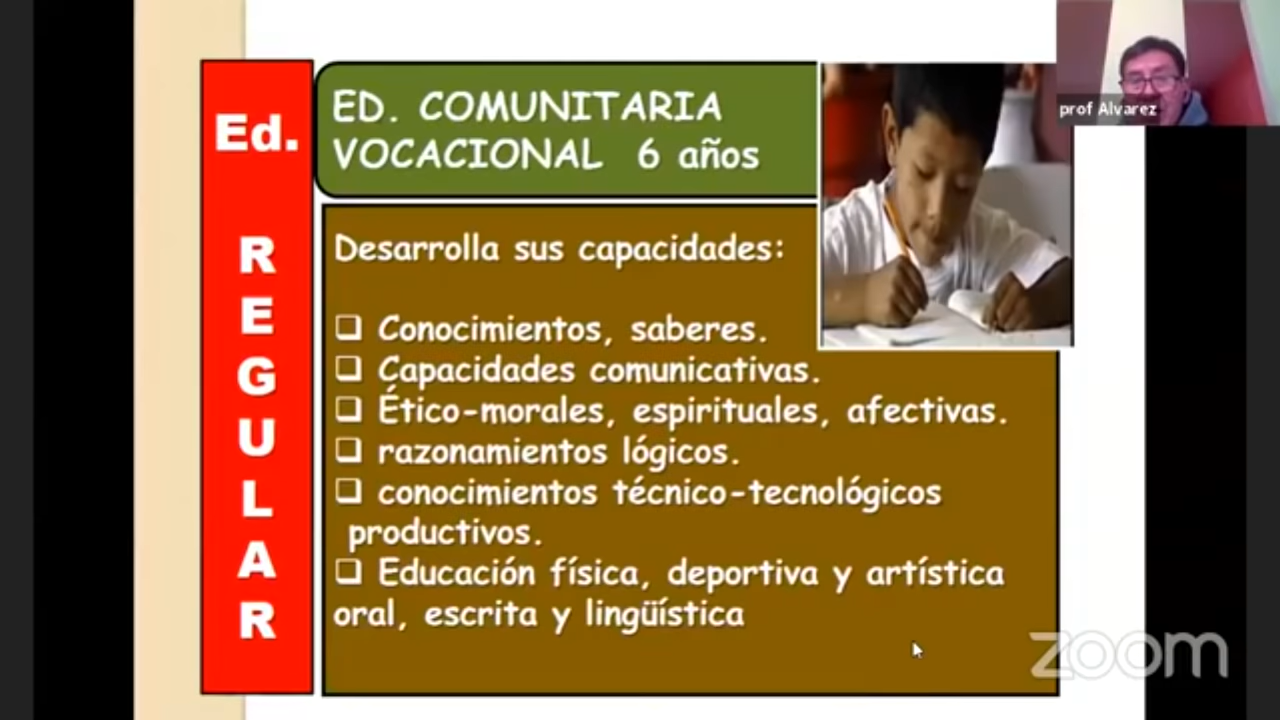 Ed.
REGULAR
ED. COMUNITARIA
VOCACIONAL 6 años
Desarrolla sus capacidades:
❑ Conocimientos, saberes.
❑ Capacidades comunicativas.
❑ Ético-morales, espirituales, afectivas.
❑ razonamientos lógicos.
❑ conocimientos técnico-tecnológicos
productivos.
❑ Educación física, deportiva y artística
oral, escrita y lingüística
prof Alvarez
zoom